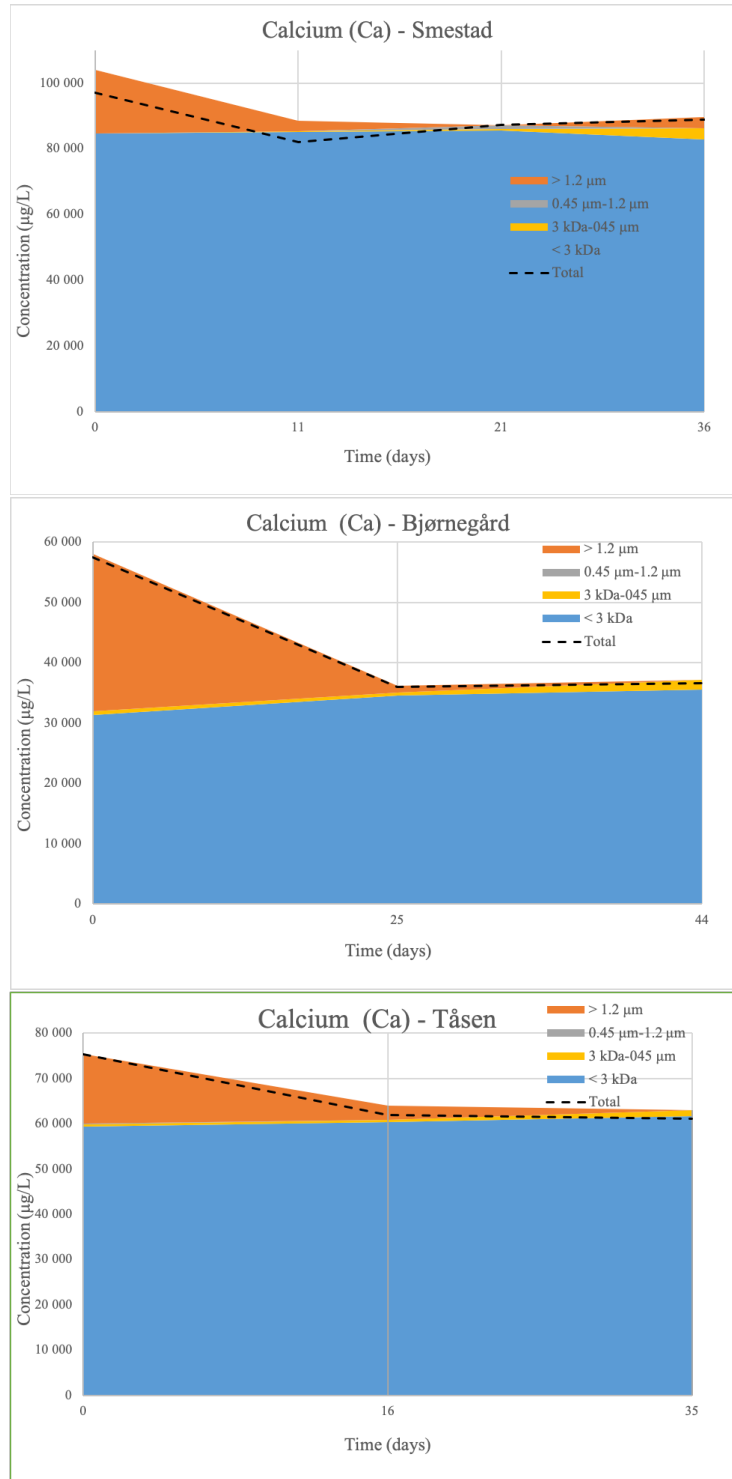 Calcium (Ca) - Smestad
100 000
80 000
60 000
40 000
20 000
0
Concentration (µg/L)
> 1.2 µm
0.45 µm-1.2 µm
3 kDa-045 µm
< 3 kDa
Total
0 11 21 36
Time (days)
Calcium (Ca) - Bjørnegård
60 000
50 000
40 000
30 000
20 000
10 000
0
Concentration (µg/L)
> 1.2 µm
0.45 µm-1.2 µm
3 kDa-045 µm
< 3 kDa
Total
0 25 44
Time (days)
Calcium (Ca) - Tåsen
80 000
70 000
60 000
50 000
40 000
30 000
20 000
10 000
0
Concentration (µg/L)
> 1.2 µm
0.45 µm-1.2 µm
3 kDa-045 µm
< 3 kDa
Total
0 16 35
Time (days)